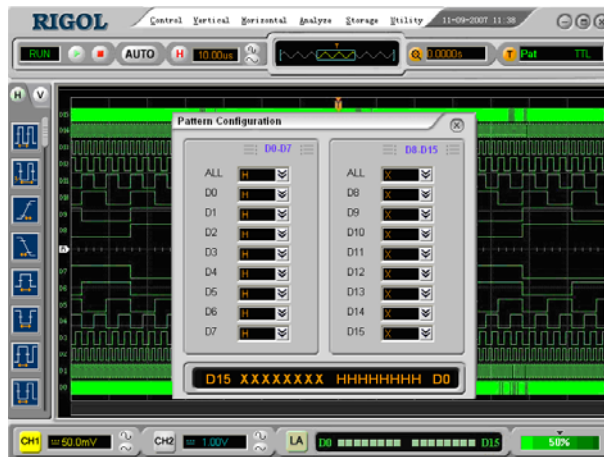 RIGOL Control Vertical Horizontal Analyze Storage Utility 11-09-2007 11:38
RUN AUTO H 10.00us T Q 0.0000s T Pat TTL
H V
Pattern Configuration
D0-D7 D8-D15
ALL H ALL X
D0 H D8 X
D1 H D9 X
D2 H D10 X
D3 H D11 X
D4 H D12 X
D5 H D13 X
D6 H D14 X
D7 H D15 X
D15 XXXXXXXX HHHHHHHH D0
CH1 50.0mV CH2 1.00V LA D0 D15 50%